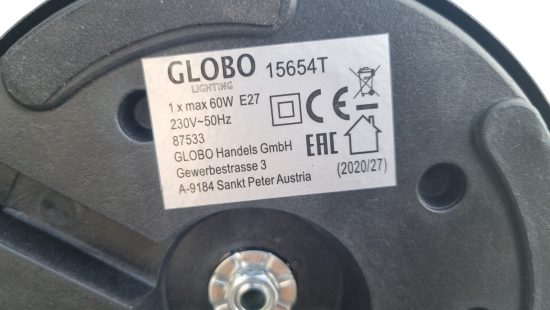 GLOBO 15654T
LIGHTING
1 x max 60W E27
230V~50Hz
87533
GLOBO Handels GmbH
Gewerbestrasse 3
A-9184 Sankt Peter Austria
CE
EAC
(2020/27)